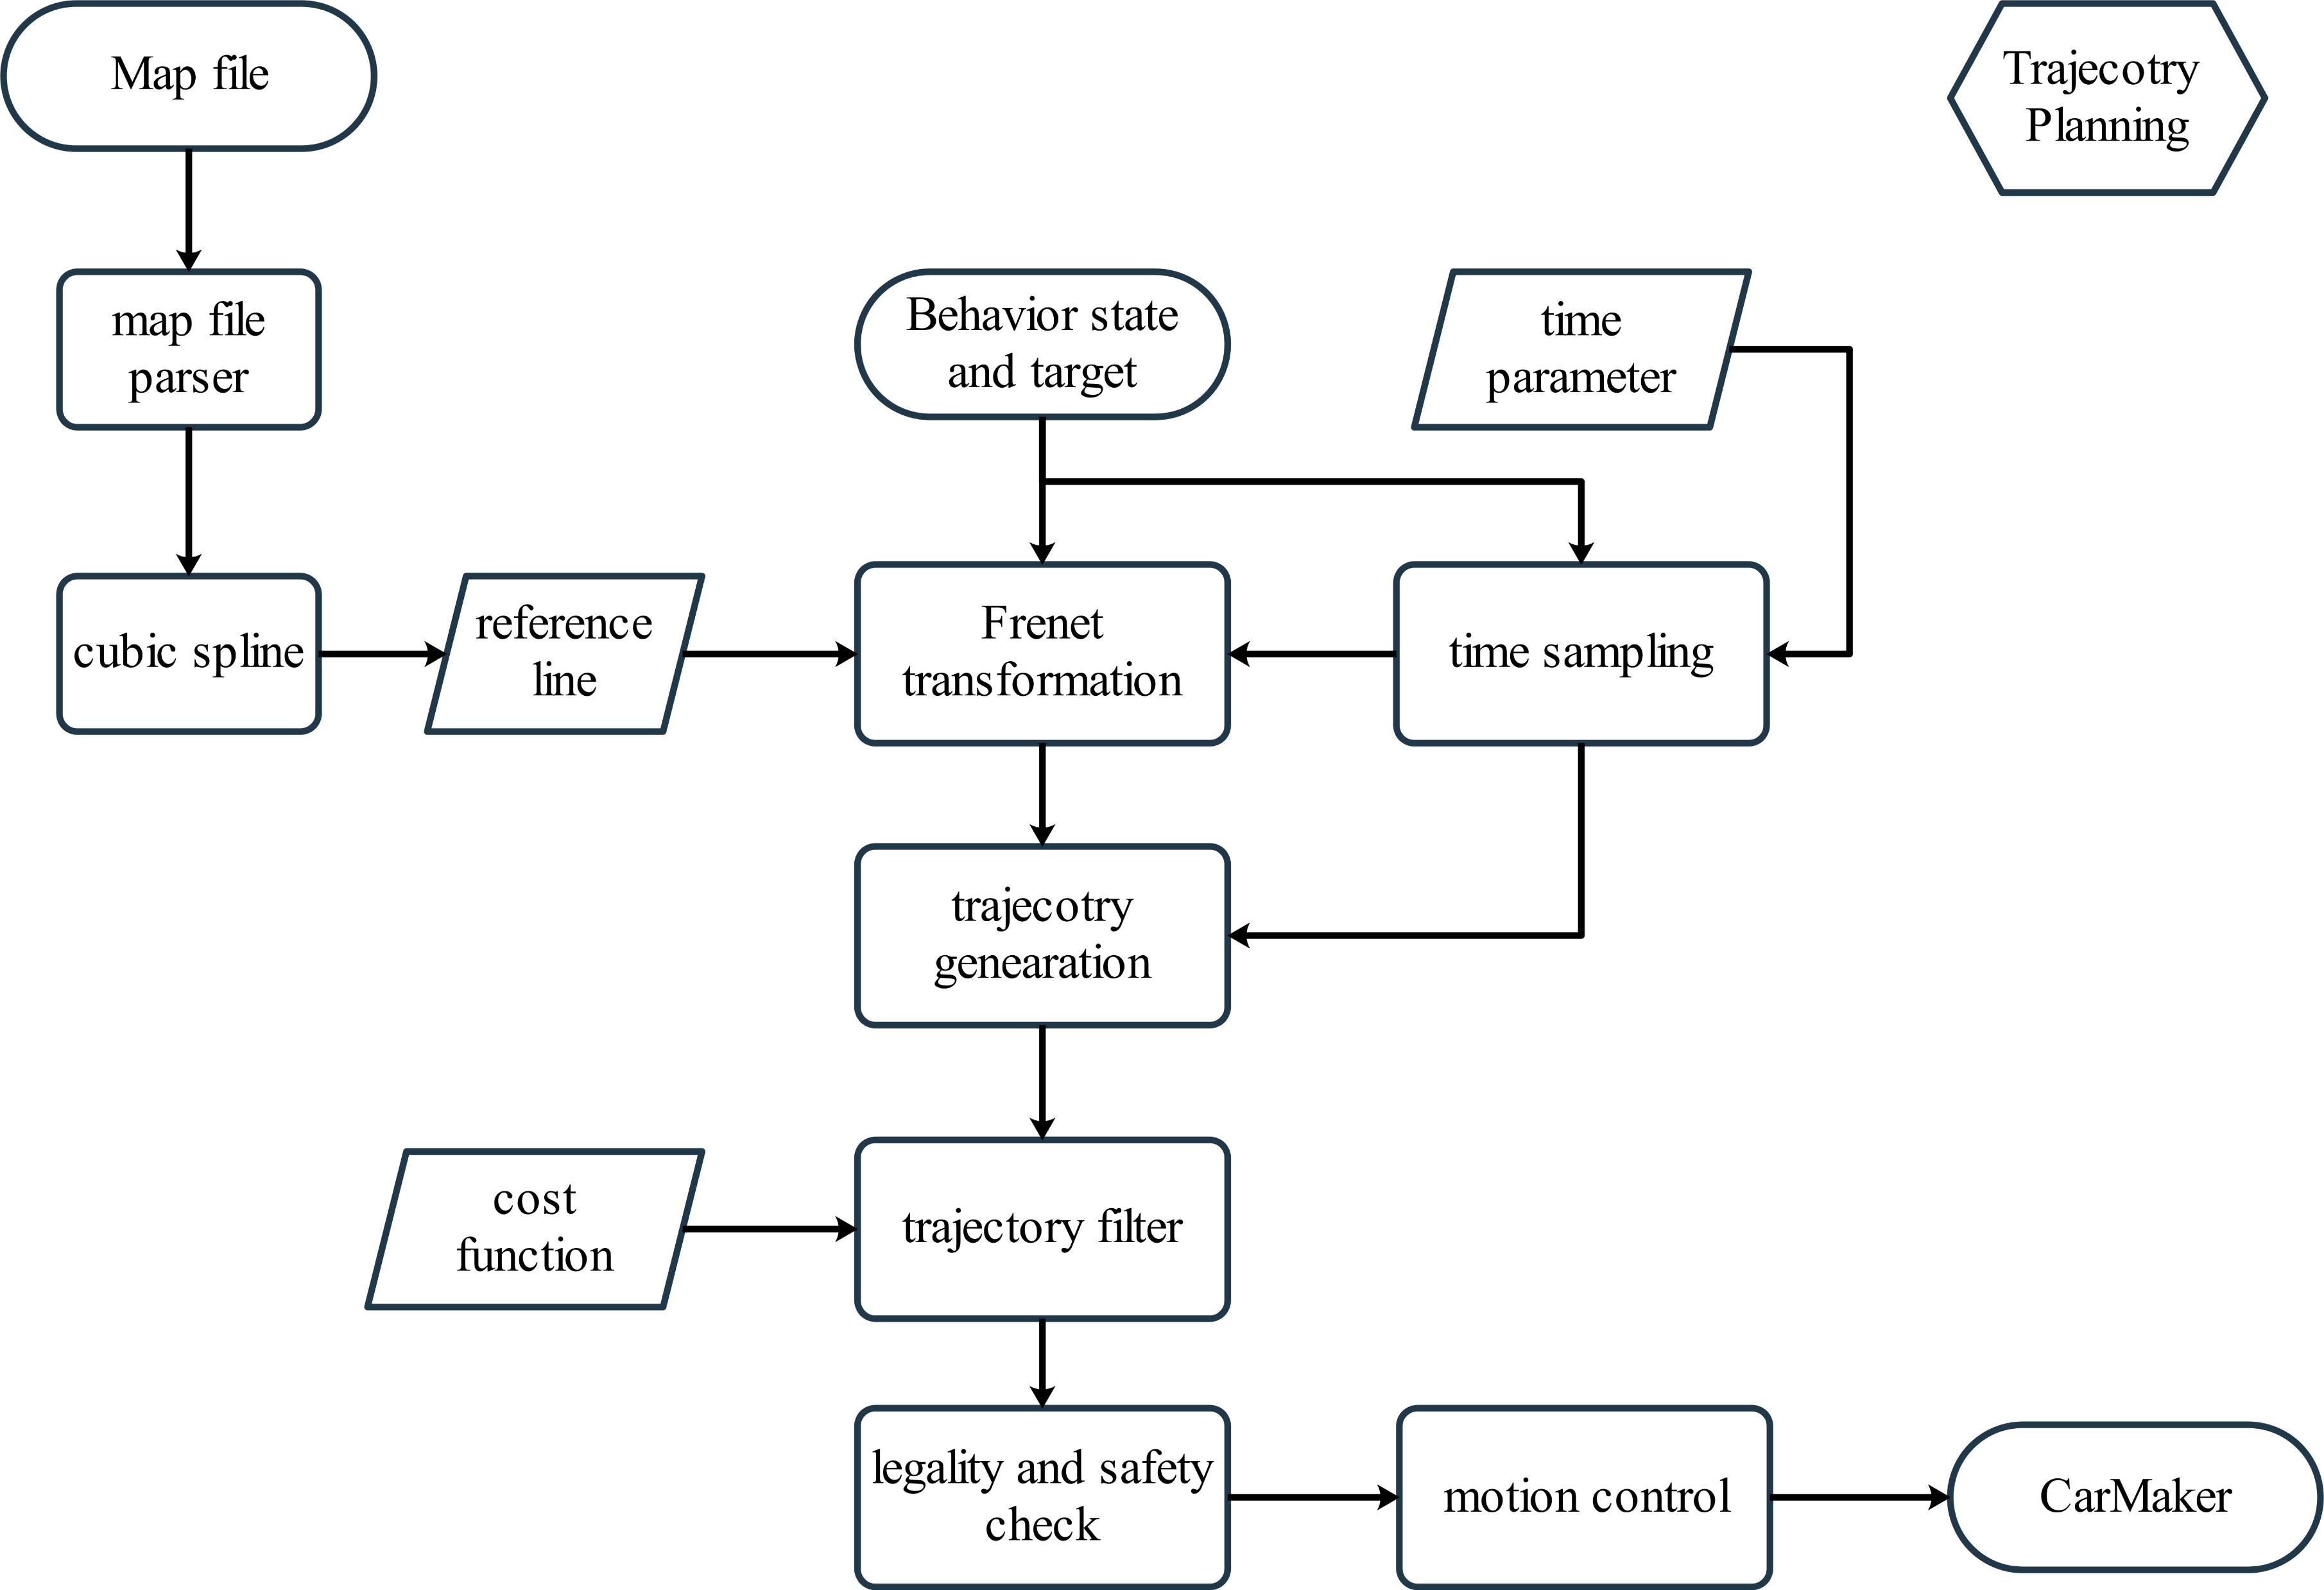 Map file
Trajecotry
Planning
map file
parser
Behavior state
and target
time
parameter
cubic spline
reference
line
Frenet
transformation
time sampling
trajecotry
generation
cost
function
trajectory filter
legality and safety
check
motion control
CarMaker